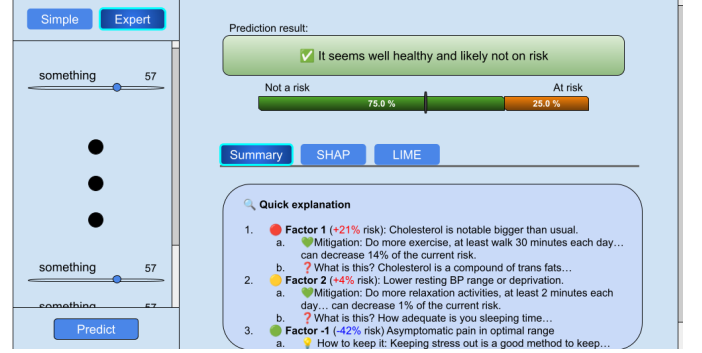 Simple
Expert
something 57
something 57
something 57
Predict
Prediction result:
✅ It seems well healthy and likely not on risk
Not a risk
At risk
75.0 %
25.0 %
Summary
SHAP
LIME
🔍 Quick explanation
1. 🔴 Factor 1 (+21% risk): Cholesterol is notable bigger than usual.
a. 💚Mitigation: Do more exercise, at least walk 30 minutes each day…
can decrease 14% of the current risk.
b. ❓What is this? Cholesterol is a compound of trans fats…
2. 🟡 Factor 2 (+4% risk): Lower resting BP range or deprivation.
a. 💚Mitigation: Do more relaxation activities, at least 2 minutes each
day… can decrease 1% of the current risk.
b. ❓What is this? How adequate is you sleeping time…
3. 🟢 Factor -1 (-42% risk) Asymptomatic pain in optimal range
a. 💡 How to keep it: Keeping stress out is a good method to keep…